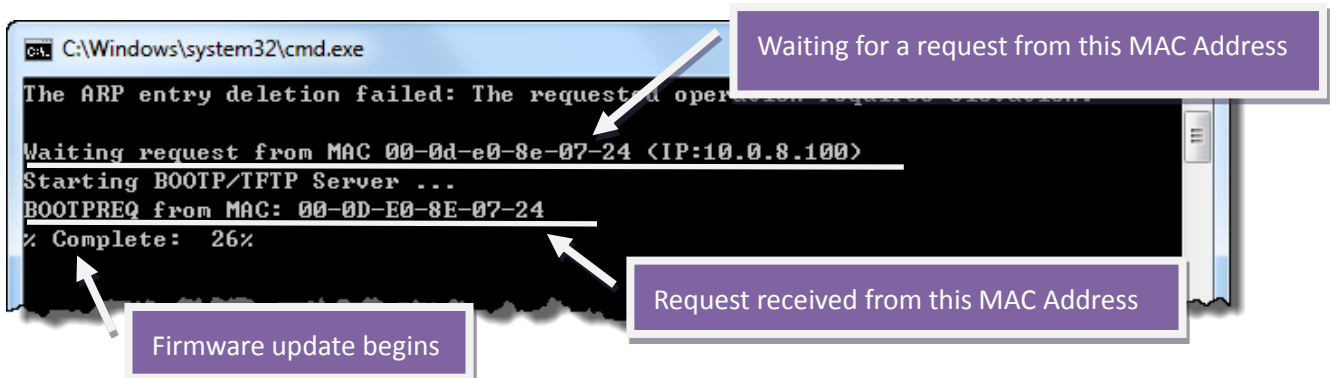 C:\Windows\system32\cmd.exe
Waiting for a request from this MAC Address
The ARP entry deletion failed: The requested operation requires elevation.
Waiting request from MAC 00-0d-e0-8e-07-24 (IP:10.0.8.100)
Starting BOOTP/TFTP Server ...
BOOTPREQ from MAC: 00-0D-E0-8E-07-24
% Complete: 26%
Request received from this MAC Address
Firmware update begins